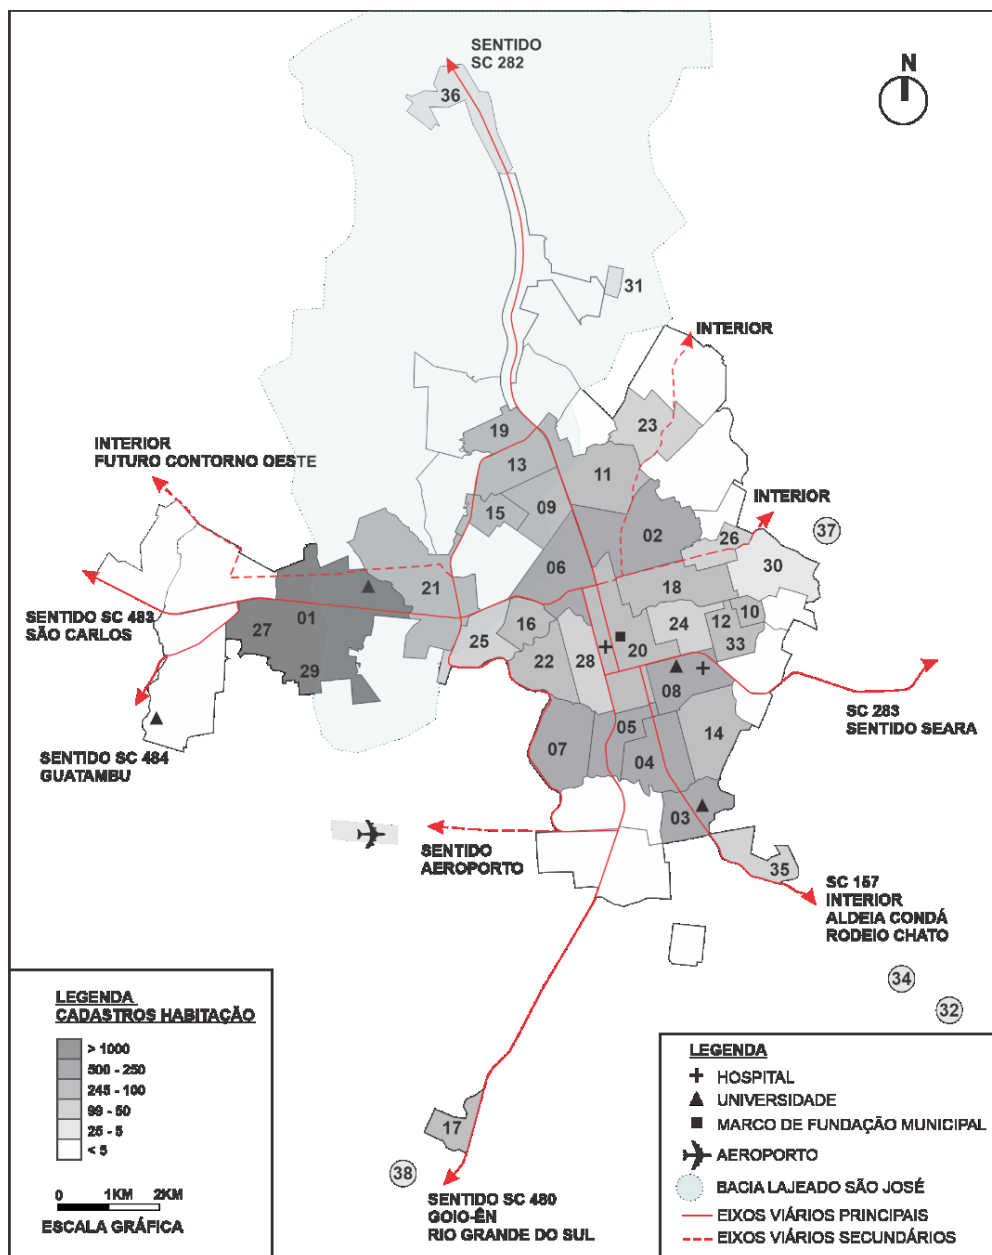 SENTIDO
SC 282
N
36
31
INTERIOR
23
19
INTERIOR
FUTURO CONTORNO OESTE
13
11
INTERIOR
15
09
02
37
26
06
30
21
18
SENTIDO SC 483
SÃO CARLOS
01
10
27
16
24
12
25
20
33
29
22
28
08
SC 283
SENTIDO SEARA
05
14
07
04
SENTIDO SC 484
GUATAMBU
03
SENTIDO
AEROPORTO
35
SC 157
INTERIOR
ALDEIA CONDÁ
RODEIO CHATO
34
32
LEGENDA
CADASTROS HABITAÇÃO
> 1000
500 - 250
245 - 100
99 - 50
25 - 5
< 5
0 1KM 2KM
ESCALA GRÁFICA
17
38
SENTIDO SC 480
GOIO-ÊN
RIO GRANDE DO SUL
LEGENDA
HOSPITAL
UNIVERSIDADE
MARCO DE FUNDAÇÃO MUNICIPAL
AEROPORTO
BACIA LAJEADO SÃO JOSÉ
EIXOS VIÁRIOS PRINCIPAIS
EIXOS VIÁRIOS SECUNDÁRIOS